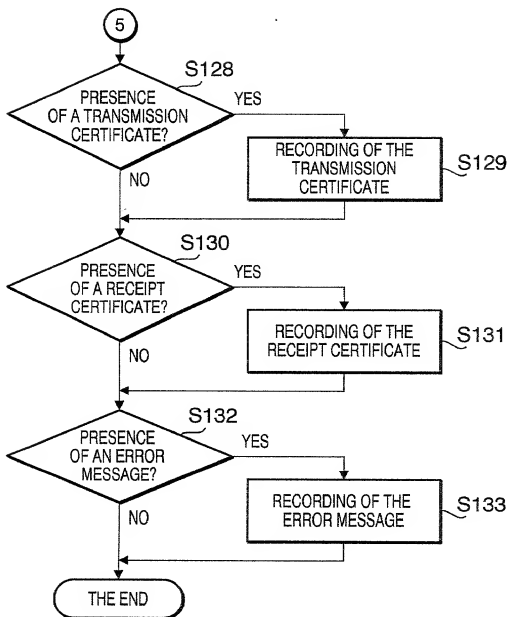 5
S128
PRESENCE
OF A TRANSMISSION
CERTIFICATE?
YES
NO
RECORDING OF THE
TRANSMISSION
CERTIFICATE
S129
S130
PRESENCE
OF A RECEIPT
CERTIFICATE?
YES
NO
RECORDING OF THE
RECEIPT CERTIFICATE
S131
S132
PRESENCE
OF AN ERROR
MESSAGE?
YES
NO
RECORDING OF THE
ERROR MESSAGE
S133
THE END